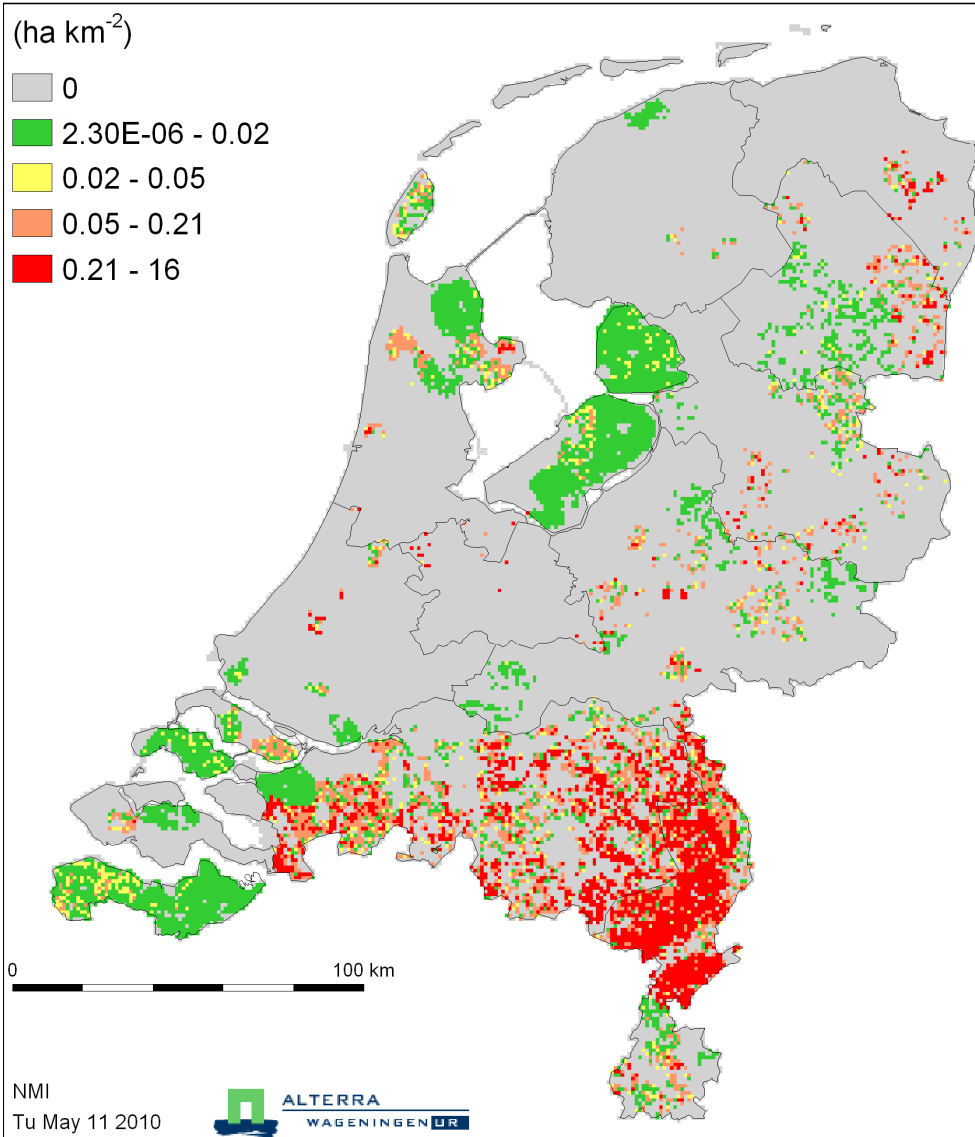 (ha km⁻²)
0
2.30E-06 - 0.02
0.02 - 0.05
0.05 - 0.21
0.21 - 16
0 100 km
NMI
Tu May 11 2010
ALTERRA
WAGENINGEN UR